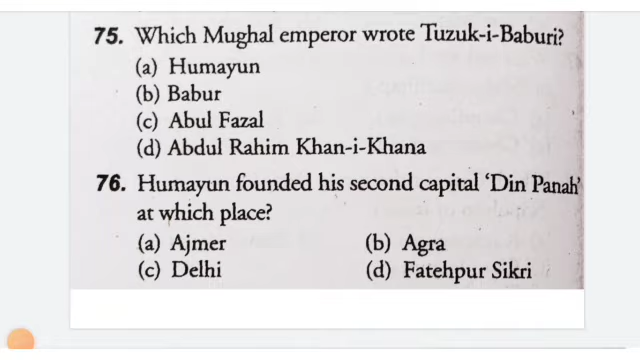 75. Which Mughal emperor wrote Tuzuk-i-Baburi?
(a) Humayun
(b) Babur
(c) Abul Fazal
(d) Abdul Rahim Khan-i-Khana
76. Humayun founded his second capital 'Din Panah'
at which place?
(a) Ajmer (b) Agra
(c) Delhi (d) Fatehpur Sikri